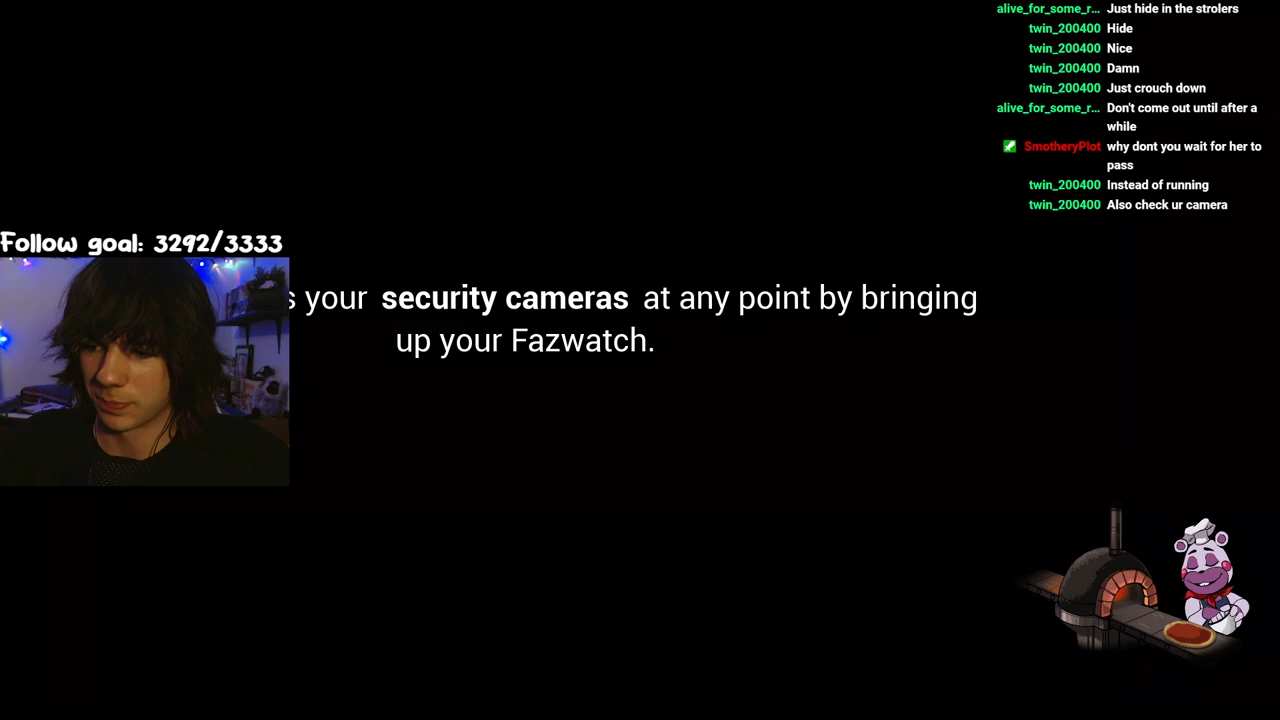 alive_for_some_r... Just hide in the strolers
twin_200400 Hide
twin_200400 Nice
twin_200400 Damn
twin_200400 Just crouch down
alive_for_some_r... Don't come out until after a
while
SmotheryPlot why dont you wait for her to
pass
twin_200400 Instead of running
twin_200400 Also check ur camera
Follow goal: 3292/3333
s your security cameras at any point by bringing
up your Fazwatch.